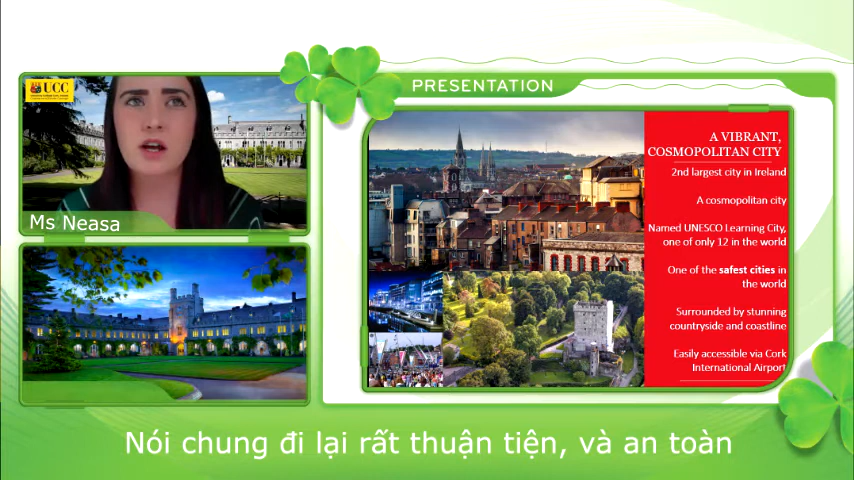 UCC
Ms Neasa
PRESENTATION
A VIBRANT,
COSMOPOLITAN CITY
2nd largest city in Ireland
A cosmopolitan city
Named UNESCO Learning City,
one of only 12 in the world
One of the safest cities in
the world
Surrounded by stunning
countryside and coastline
Easily accessible via Cork
International Airport
Nói chung đi lại rất thuận tiện, và an toàn